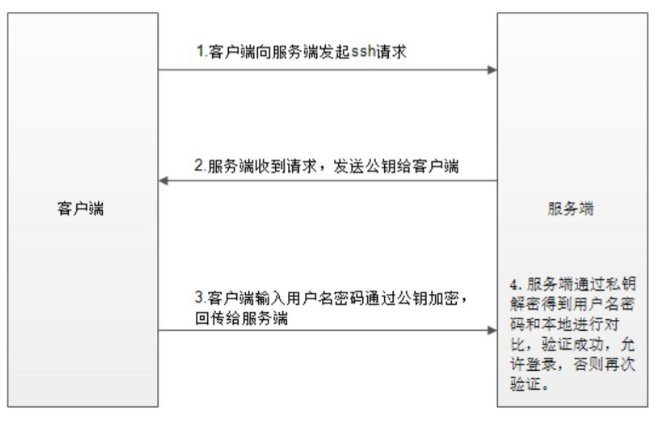 1.客户端向服务端发起ssh请求
2.服务端收到请求，发送公钥给客户端
客户端
服务端
3.客户端输入用户名密码通过公钥加密，
回传给服务端
4. 服务端通过私钥
解密得到用户名密
码和本地进行对
比，验证成功，允
许登录，否则再次
验证。